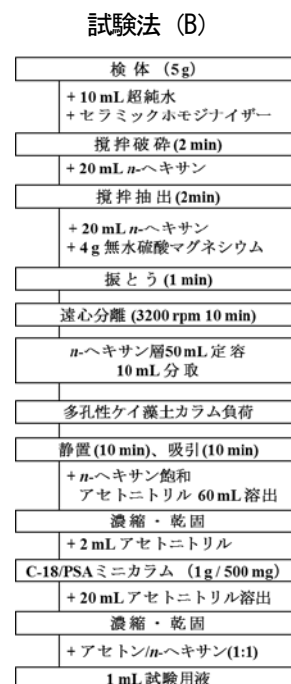 試験法 (B)
検 体 (5 g)
+ 10 mL 超純水
+ セラミックホモジナイザー
撹 拌 破 砕 (2 min)
+ 20 mL n-ヘキサン
撹 拌 抽 出 (2min)
+ 20 mL n-ヘキサン
+ 4 g 無水硫酸マグネシウム
振 と う (1 min)
遠心分離 (3200 rpm 10 min)
n-ヘキサン層50mL 定 容
10 mL 分 取
多孔性ケイ藻土カラム負荷
静置 (10 min)、吸引 (10 min)
+ n-ヘキサン飽和
アセトニトリル 60 mL 溶出
濃 縮 ・ 乾 固
+ 2 mL アセトニトリル
C-18/PSAミニカラム (1 g / 500 mg)
+ 20 mL アセトニトリル溶出
濃 縮 ・ 乾 固
+ アセトン/n-ヘキサン(1:1)
1 mL 試験用液